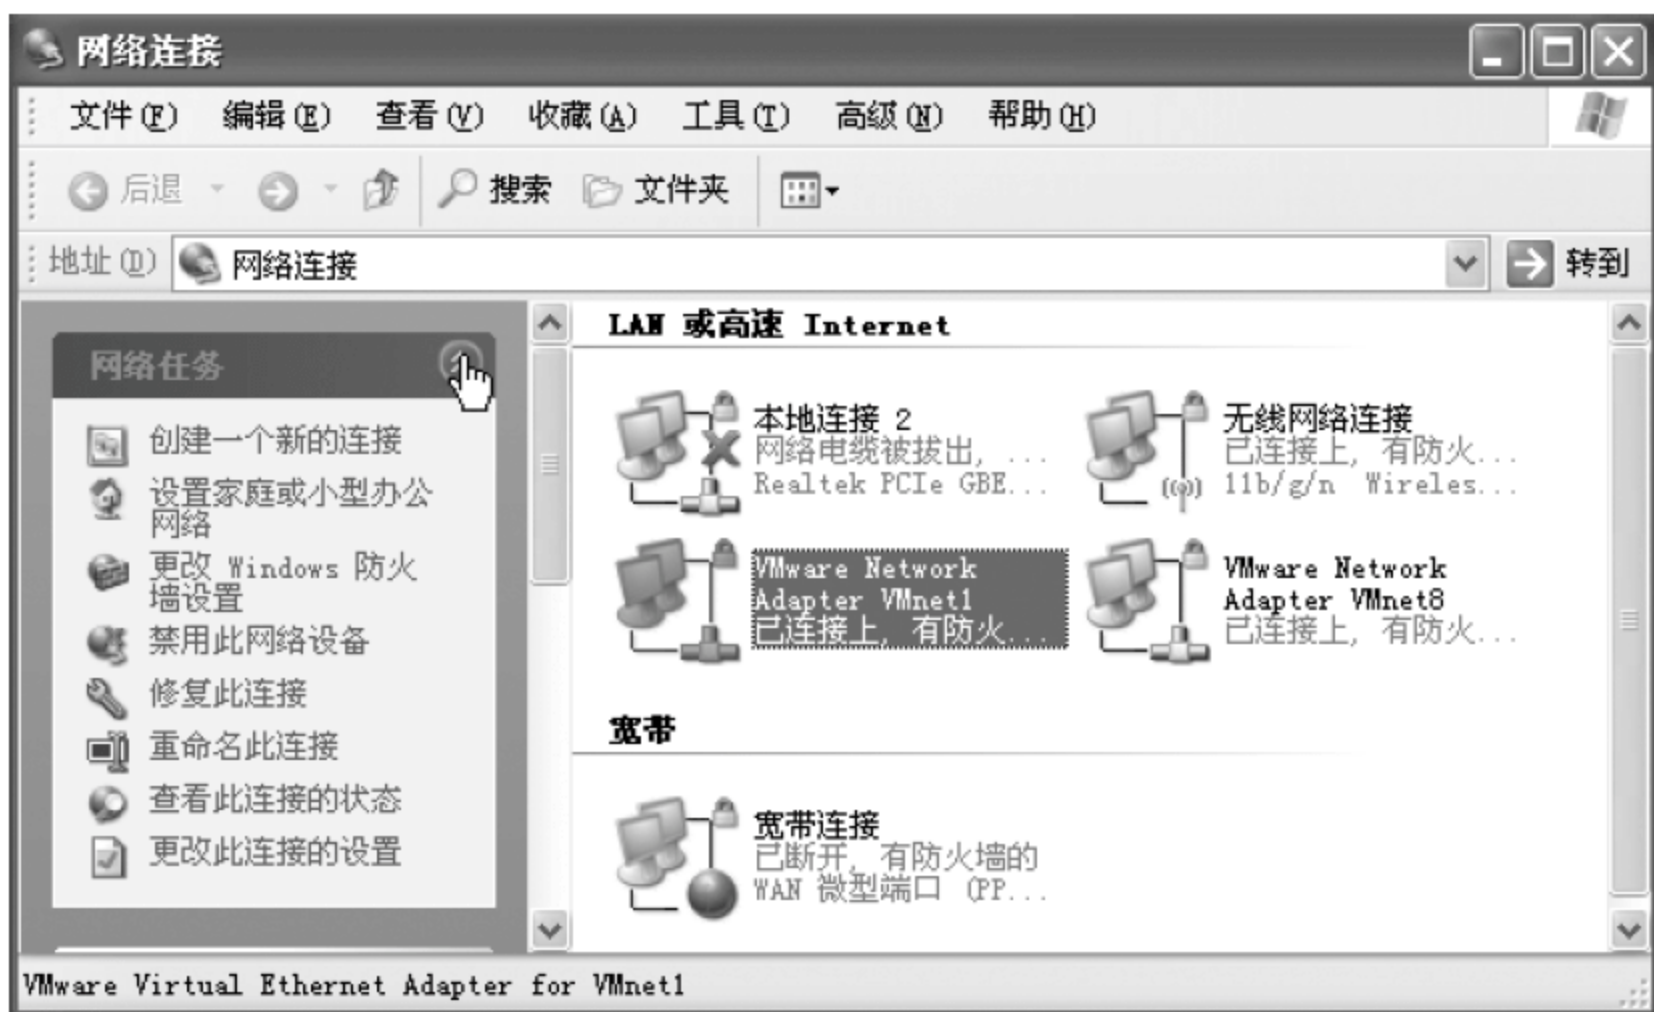 网络连接
文件(F) 编辑(E) 查看(V) 收藏(A) 工具(T) 高级(N) 帮助(H)
后退 搜索 文件夹
地址(D) 网络连接 转到
网络任务
创建一个新的连接
设置家庭或小型办公
网络
更改 Windows 防火
墙设置
禁用此网络设备
修复此连接
重命名此连接
查看此连接的状态
更改此连接的设置
LAN 或高速 Internet
本地连接 2
网络电缆被拔出, ...
Realtek PCIe GBE...
无线网络连接
已连接上, 有防火...
11b/g/n Wireles...
VMware Network
Adapter VMnet1
已连接上, 有防火...
VMware Network
Adapter VMnet8
已连接上, 有防火...
宽带
宽带连接
已断开, 有防火墙的
WAN 微型端口 (PP...
VMware Virtual Ethernet Adapter for VMnet1